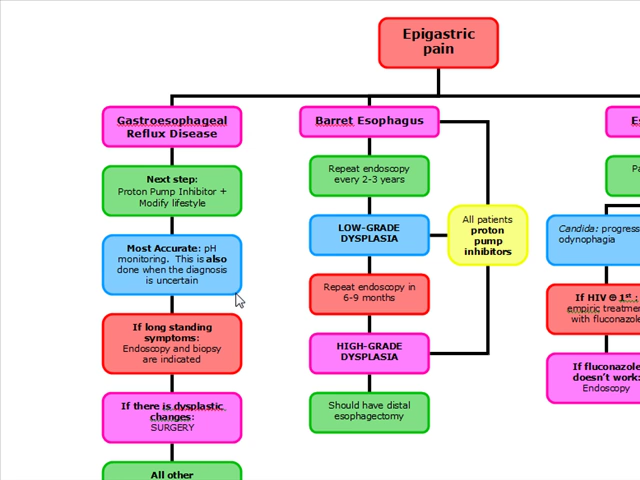 Epigastric
pain
Gastroesophageal
Reflux Disease
Next step:
Proton Pump Inhibitor +
Modify lifestyle
Most Accurate: pH
monitoring.  This is also
done when the diagnosis
is uncertain
If long standing
symptoms:
Endoscopy and biopsy
are indicated
If there is dysplastic
changes:
SURGERY
All other
Barret Esophagus
Repeat endoscopy
every 2-3 years
LOW-GRADE
DYSPLASIA
Repeat endoscopy in
6-9 months
HIGH-GRADE
DYSPLASIA
Should have distal
esophagectomy
All patients
proton
pump
inhibitors
Es
Pa
Candida: progress
odynophagia
If HIV ⊕ 1st :
empiric treatmen
with fluconazole
If fluconazole
doesn't work:
Endoscopy